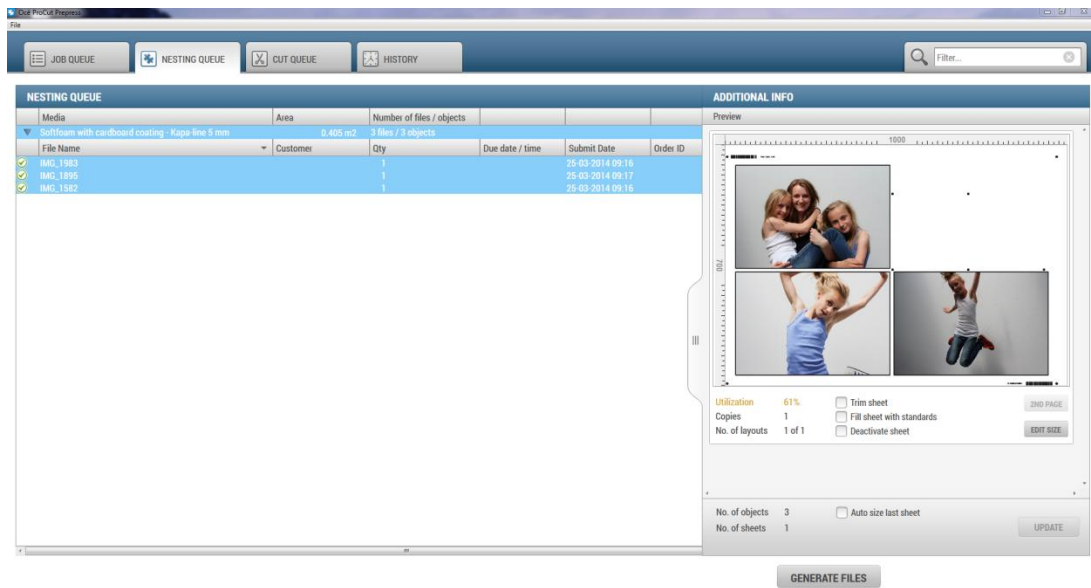 Océ ProCut Prepress
File
JOB QUEUE NESTING QUEUE CUT QUEUE HISTORY Filter...
NESTING QUEUE
Media Area Number of files / objects
Softfoam with cardboard coating - Kapa-line 5 mm 0.405 m2 3 files / 3 objects
File Name Customer Qty Due date / time Submit Date Order ID
IMG_1983 1 25-03-2014 09:16
IMG_1895 1 25-03-2014 09:17
IMG_1582 1 25-03-2014 09:16
ADDITIONAL INFO
Preview
1000
700
Utilization 61% Trim sheet 2ND PAGE
Copies 1 Fill sheet with standards
No. of layouts 1 of 1 Deactivate sheet EDIT SIZE
No. of objects 3 Auto size last sheet
No. of sheets 1 UPDATE
GENERATE FILES